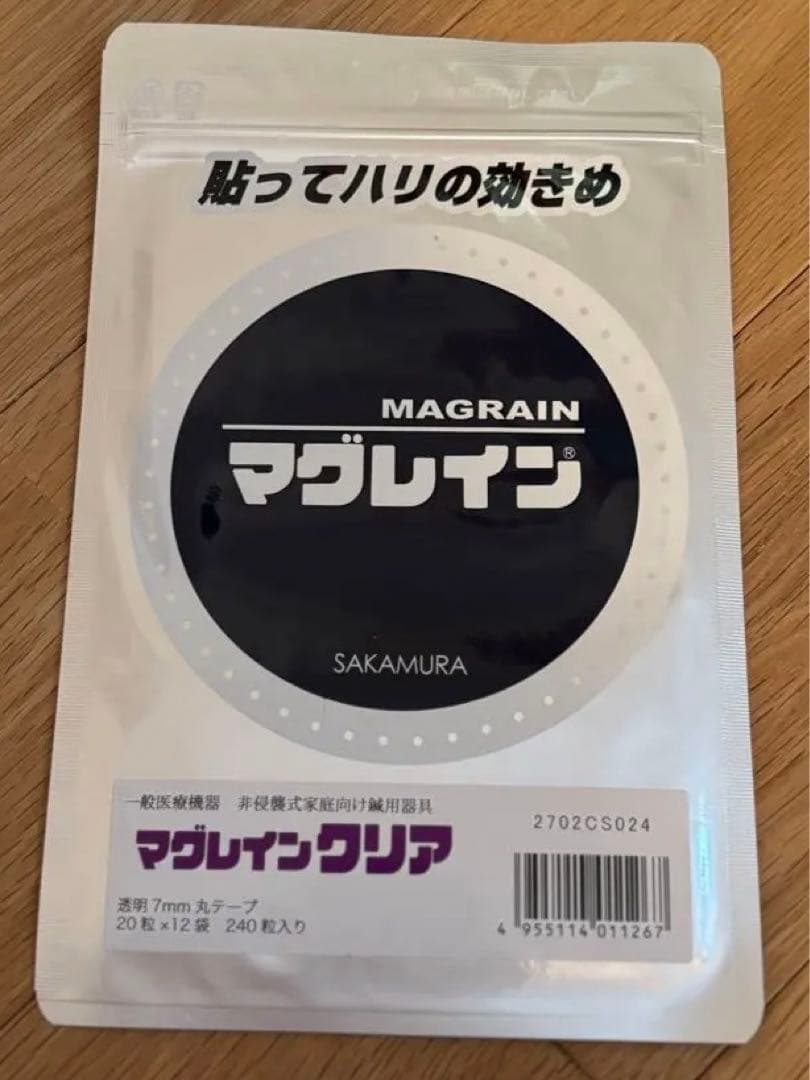 貼ってハリの効きめ
MAGRAIN
マグレイン®
SAKAMURA
一般医療機器　非侵襲式家庭向け鍼用器具
マグレインクリア
2702CS024
透明 7mm 丸テープ
20 粒 ×12 袋　240 粒入り
4 955114 011267